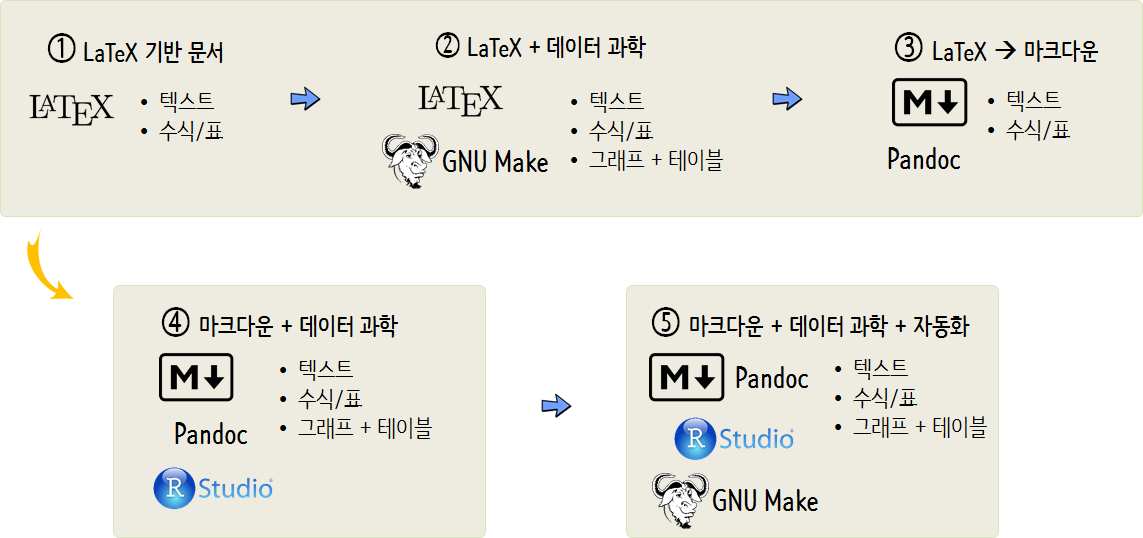 ① LaTeX 기반 문서
LATEX
• 텍스트
• 수식/표
② LaTeX + 데이터 과학
LATEX
GNU Make
• 텍스트
• 수식/표
• 그래프 + 테이블
③ LaTeX → 마크다운
M↓
Pandoc
• 텍스트
• 수식/표
④ 마크다운 + 데이터 과학
M↓
Pandoc
R Studio
• 텍스트
• 수식/표
• 그래프 + 테이블
⑤ 마크다운 + 데이터 과학 + 자동화
M↓ Pandoc
R Studio
GNU Make
• 텍스트
• 수식/표
• 그래프 + 테이블